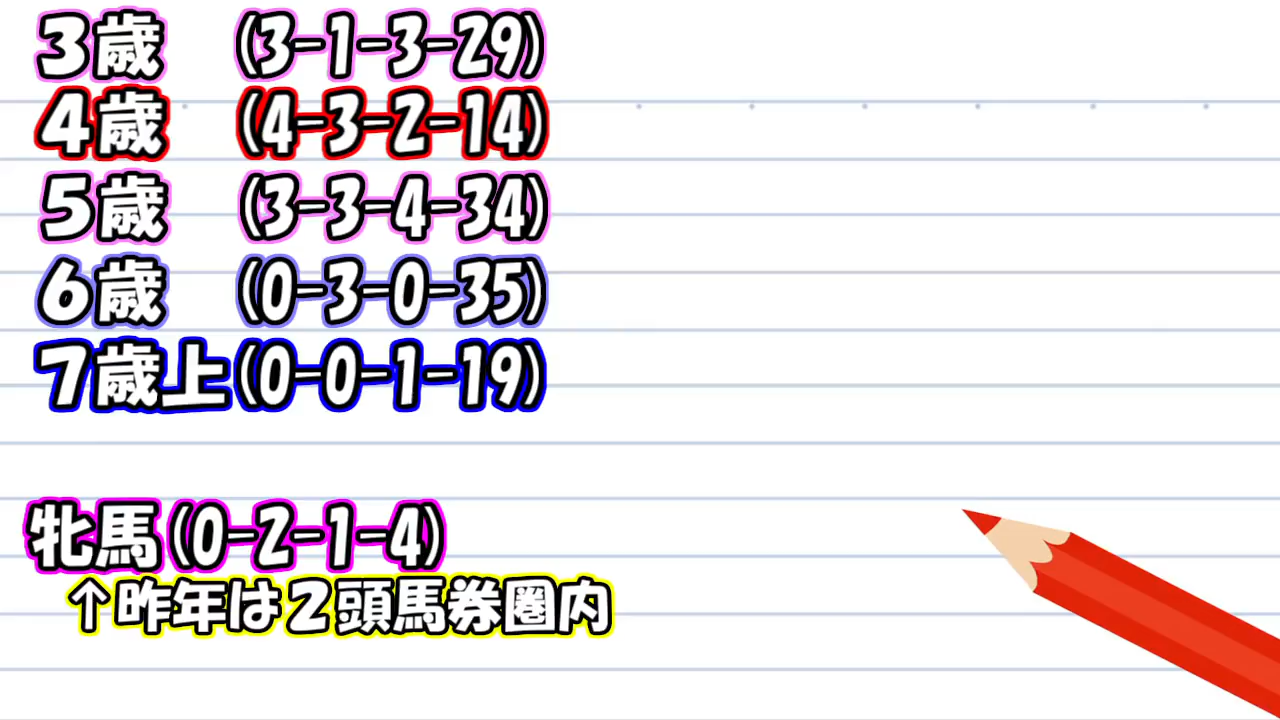 ３歳　(3-1-3-29)
４歳　(4-3-2-14)
５歳　(3-3-4-34)
６歳　(0-3-0-35)
７歳上(0-0-1-19)
牝馬(0-2-1-4)
↑昨年は２頭馬券圏内